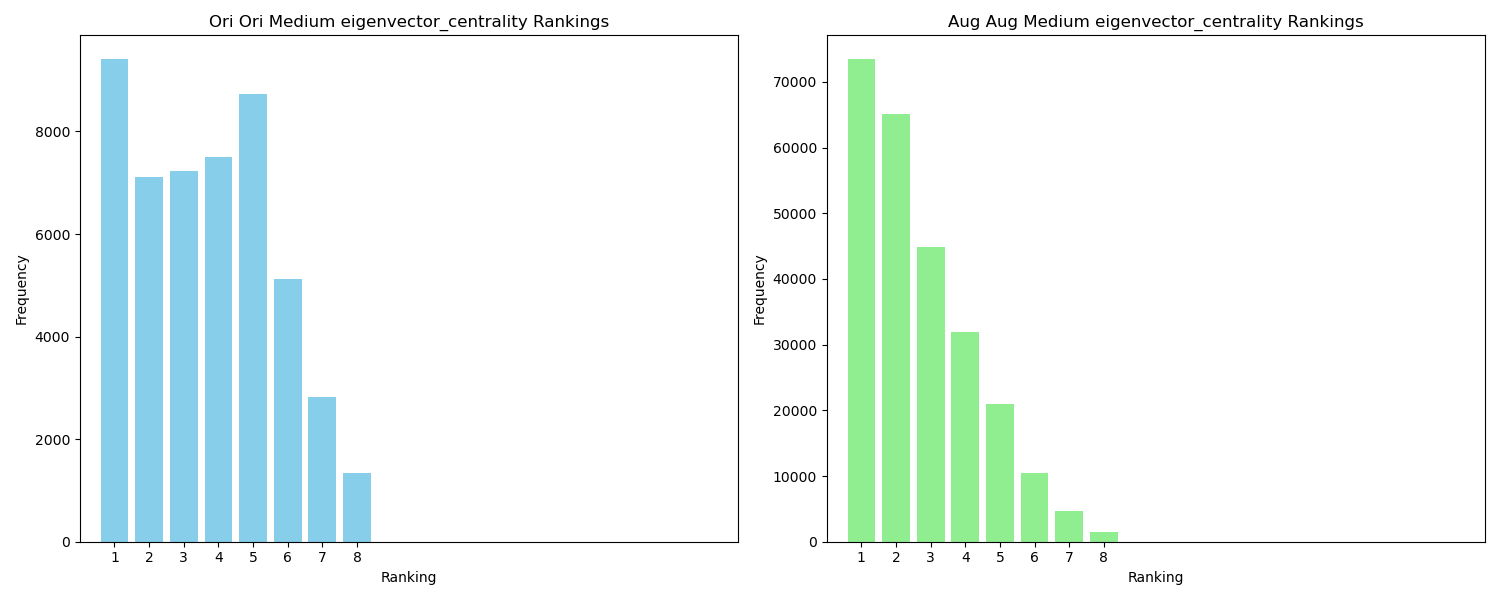 Ori Ori Medium eigenvector_centrality Rankings
Frequency
8000
6000
4000
2000
0
1 2 3 4 5 6 7 8
Ranking
Aug Aug Medium eigenvector_centrality Rankings
Frequency
70000
60000
50000
40000
30000
20000
10000
0
1 2 3 4 5 6 7 8
Ranking